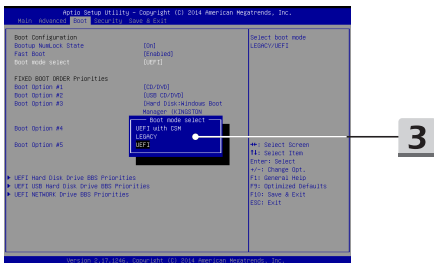 Aptio Setup Utility - Copyright (C) 2014 American Megatrends, Inc.
Main Advanced Boot Security Save & Exit
Boot Configuration
Bootup NumLock State [On]
Fast Boot [Enabled]
Boot mode select [UEFI]
FIXED BOOT ORDER Priorities
Boot Option #1 [CD/DVD]
Boot Option #2 [USB CD/DVD]
Boot Option #3 [Hard Disk:Windows Boot
Manager (KINGSTON
Boot mode select
UEFI with CSM
LEGACY
UEFI
Boot Option #4
Boot Option #5
UEFI Hard Disk Drive BBS Priorities
UEFI USB Hard Disk Drive BBS Priorities
UEFI NETWORK Drive BBS Priorities
Select boot mode
LEGACY/UEFI
→←: Select Screen
↑↓: Select Item
Enter: Select
+/-: Change Opt.
F1: General Help
F9: Optimized Defaults
F10: Save & Exit
ESC: Exit
Version 2.17.1246. Copyright (C) 2014 American Megatrends, Inc.
3